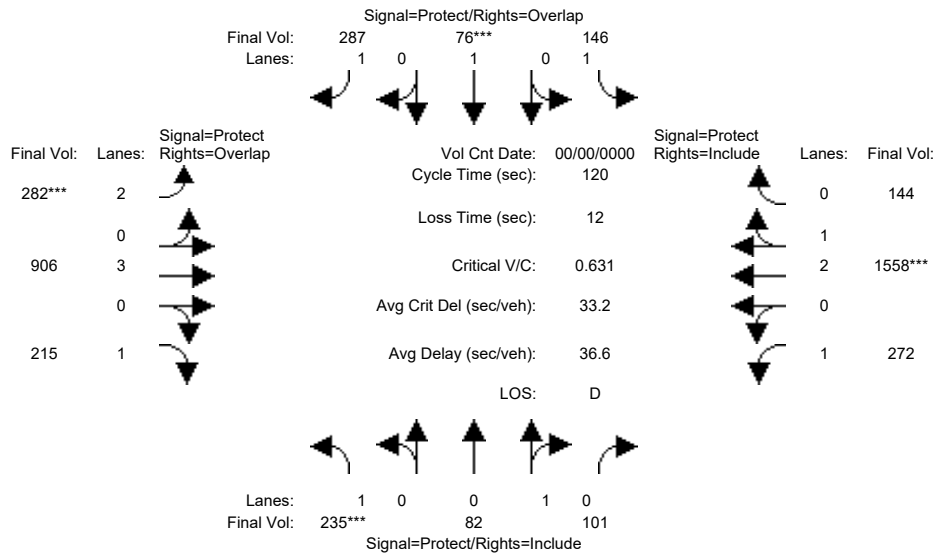 Signal=Protect/Rights=Overlap
Final Vol: 287 76*** 146
Lanes: 1 0 1 0 1
Signal=Protect
Final Vol: Lanes: Rights=Overlap
Vol Cnt Date: 00/00/0000
Signal=Protect
Rights=Include Lanes: Final Vol:
Cycle Time (sec): 120
282*** 2
0 144
Loss Time (sec): 12
0
1
906 3
Critical V/C: 0.631
2 1558***
0
Avg Crit Del (sec/veh): 33.2
0
215 1
Avg Delay (sec/veh): 36.6
1 272
LOS: D
Lanes: 1 0 0 1 0
Final Vol: 235*** 82 101
Signal=Protect/Rights=Include